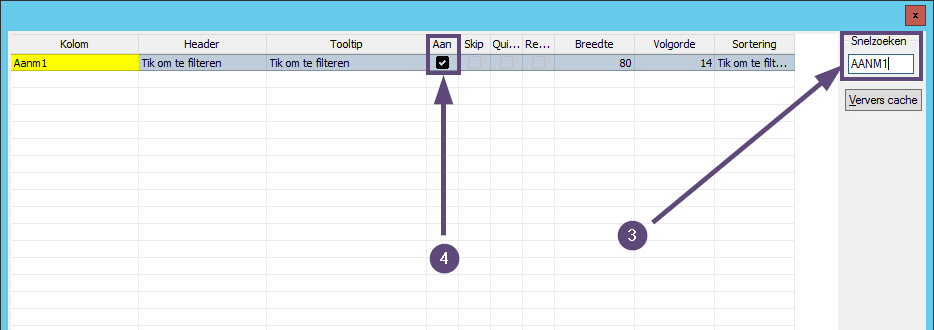 x
Kolom Header Tooltip Aan Skip Qui... Re... Breedte Volgorde Sortering
Aanm1 Tik om te filteren Tik om te filteren 80 14 Tik om te filt...
Snelzoeken
AANM1
Ververs cache
3
4